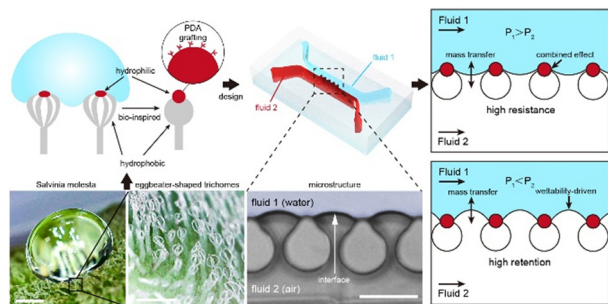 PDA
grafting
hydrophilic
bio-inspired
hydrophobic
design
fluid 1
fluid 2
Fluid 1
P₁>P₂
mass transfer
combined effect
high resistance
Fluid 2
Salvinia molesta
eggbeater-shaped trichomes
microstructure
fluid 1 (water)
interface
fluid 2 (air)
Fluid 1
P₁<P₂
mass transfer
wettability-driven
high retention
Fluid 2